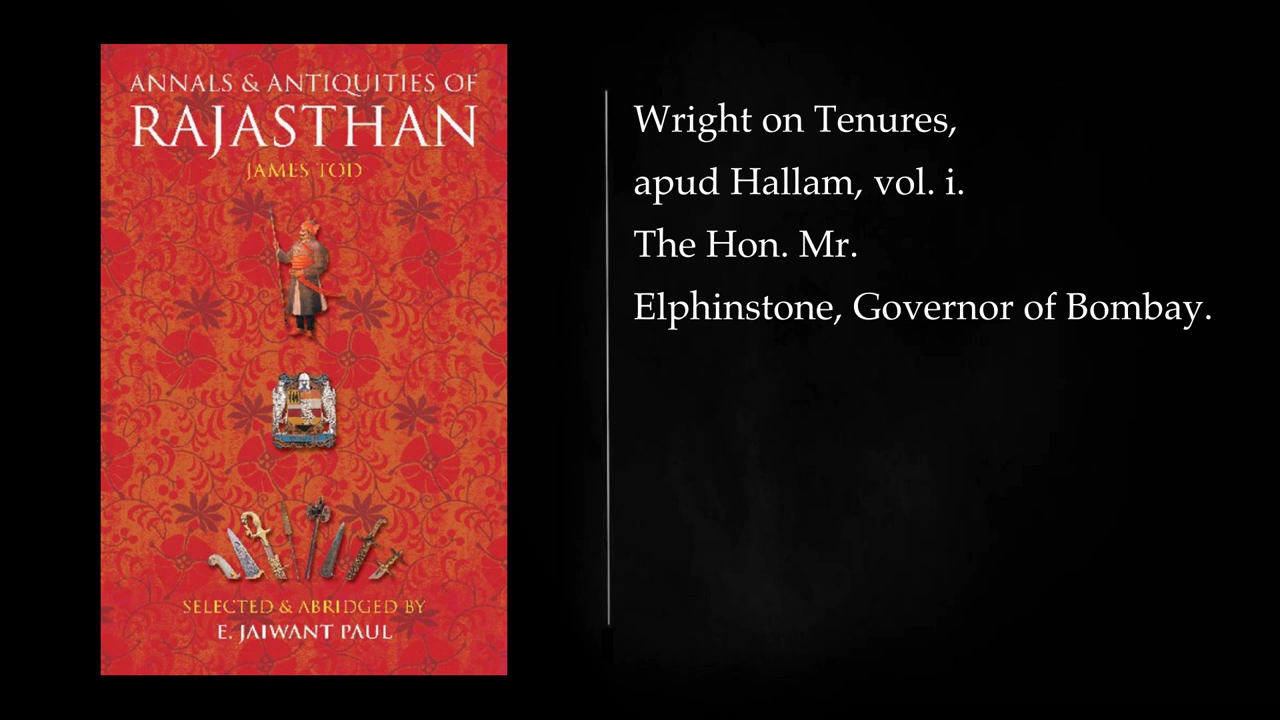 ANNALS & ANTIQUITIES OF
RAJASTHAN
JAMES TOD
SELECTED & ABRIDGED BY
E. JAIWANT PAUL
Wright on Tenures,
apud Hallam, vol. i.
The Hon. Mr.
Elphinstone, Governor of Bombay.